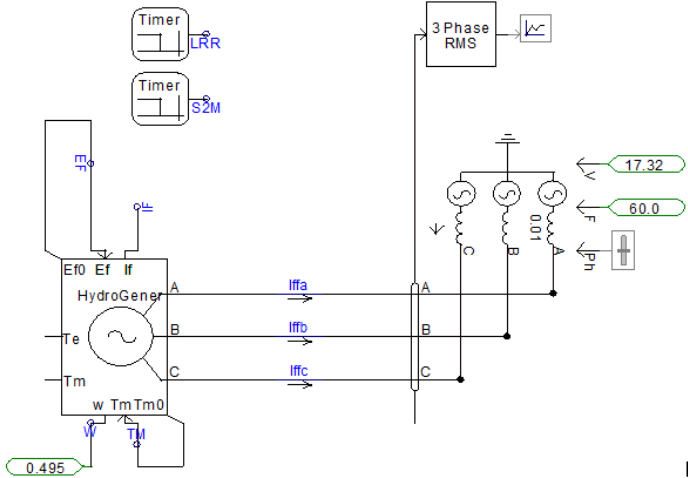 Timer
LRR
Timer
S2M
3 Phase
RMS
EF
If
V
17.32
F
60.0
Ph
0.01
C
B
A
Ef0 Ef If
HydroGener
A
Iffa
A
Te
B
Iffb
B
Tm
C
Iffc
C
w Tm Tm0
W
TM
0.495